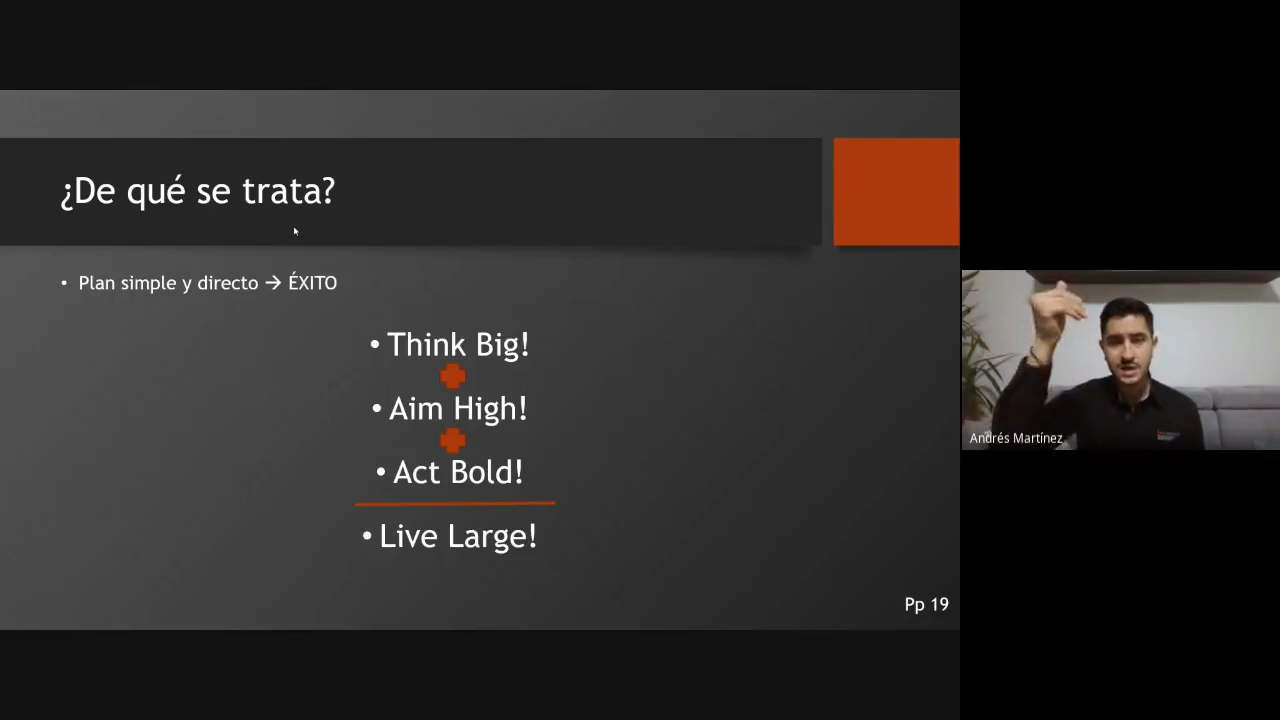 ¿De qué se trata?
• Plan simple y directo → ÉXITO
• Think Big!
• Aim High!
• Act Bold!
• Live Large!
Pp 19
Andrés Martínez